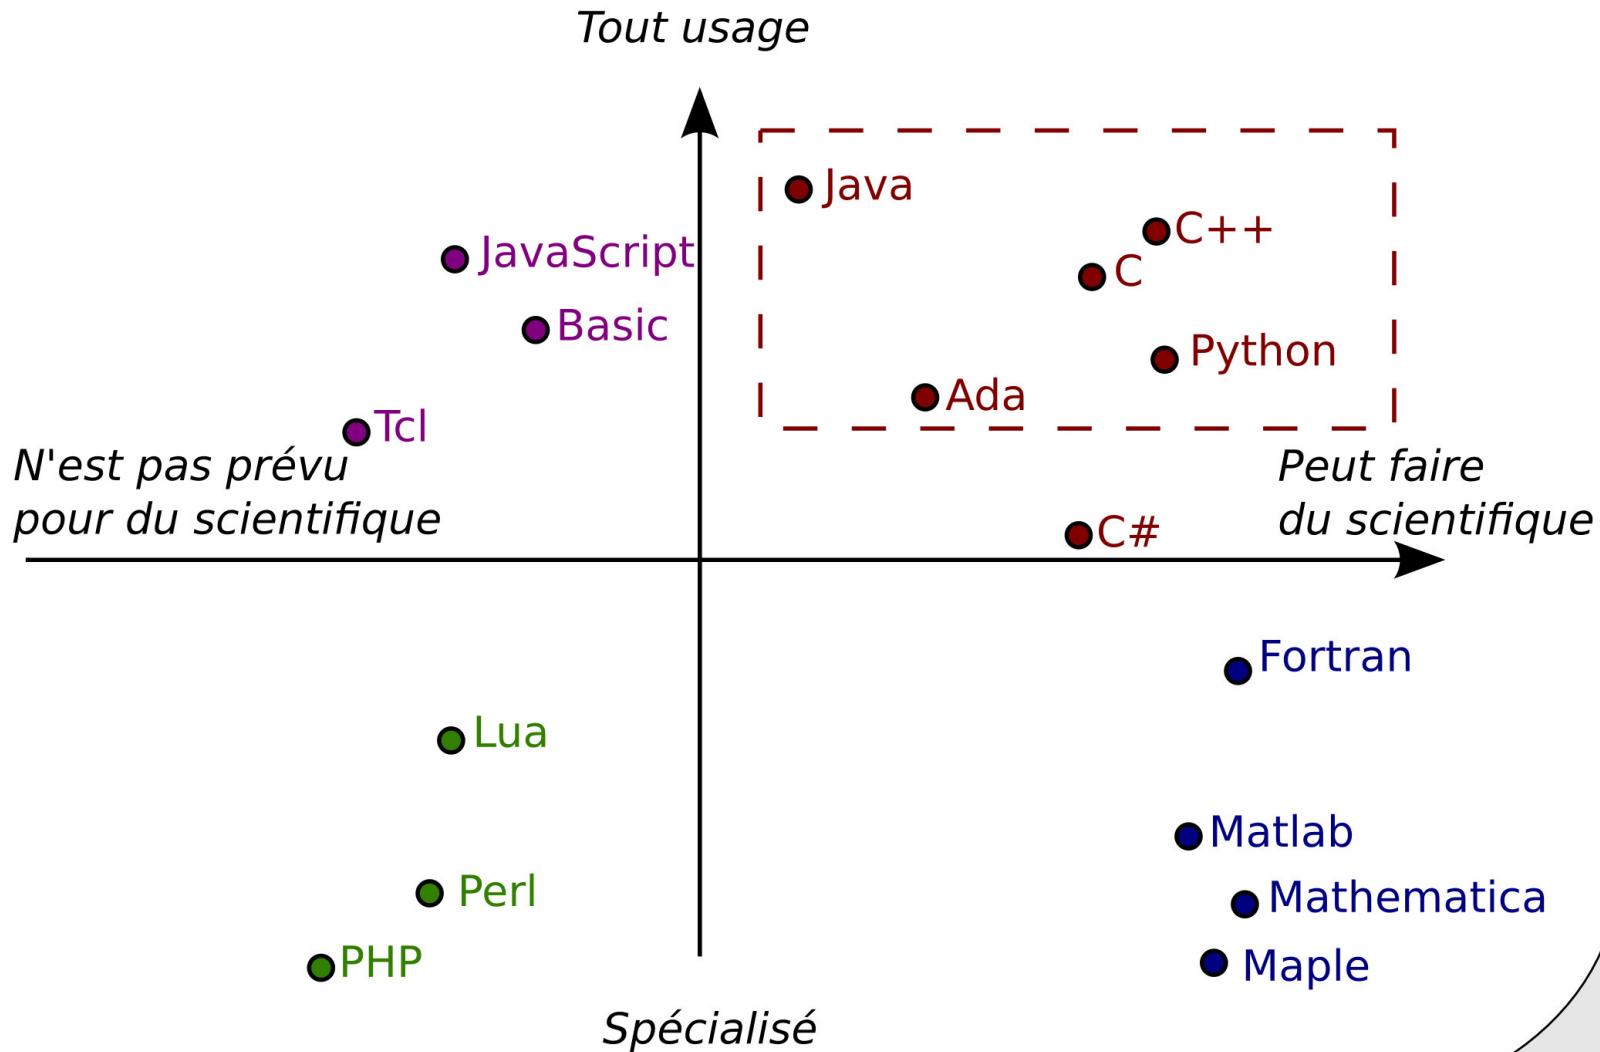 Tout usage
Java
C++
JavaScript
C
Basic
Python
Ada
Tcl
N'est pas prévu
pour du scientifique
Peut faire
du scientifique
C#
Fortran
Lua
Matlab
Perl
Mathematica
PHP
Maple
Spécialisé